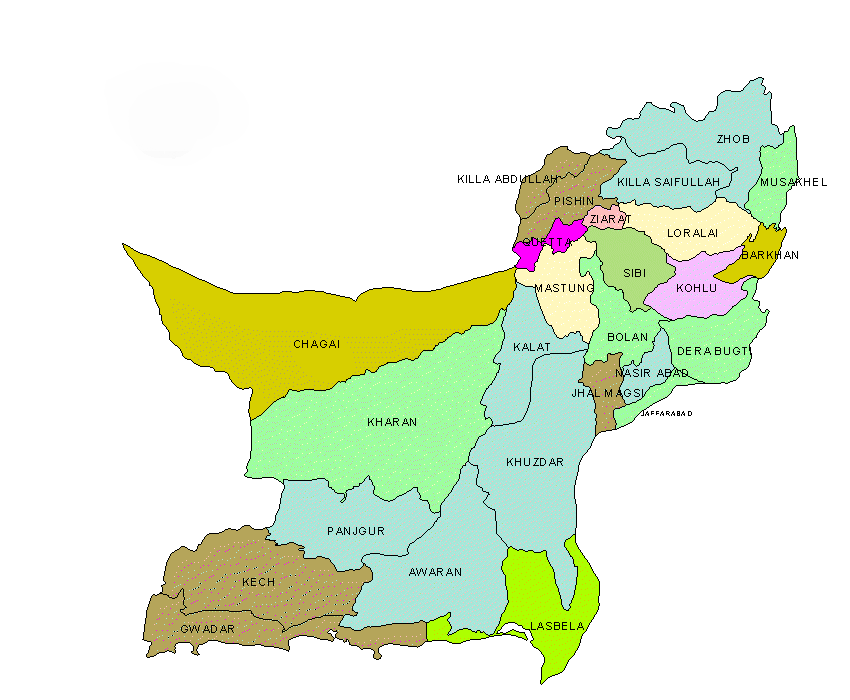 ZHOB
KILLA ABDULLAH
KILLA SAIFULLAH
MUSAKHEL
PISHIN
ZIARAT
LORALAI
QUETTA
BARKHAN
SIBI
MASTUNG
KOHLU
BOLAN
CHAGAI
KALAT
DERA BUGTI
NASIR ABAD
JHAL MAGSI
JAFFARABAD
KHARAN
KHUZDAR
PANJGUR
AWARAN
KECH
GWADAR
LASBELA